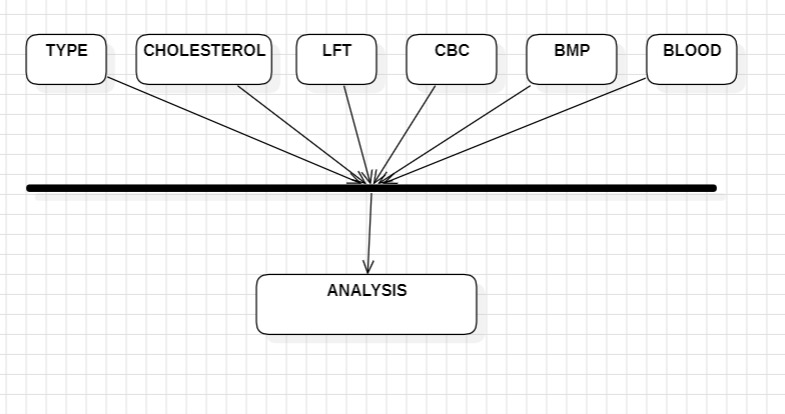 TYPE
CHOLESTEROL
LFT
CBC
BMP
BLOOD
ANALYSIS